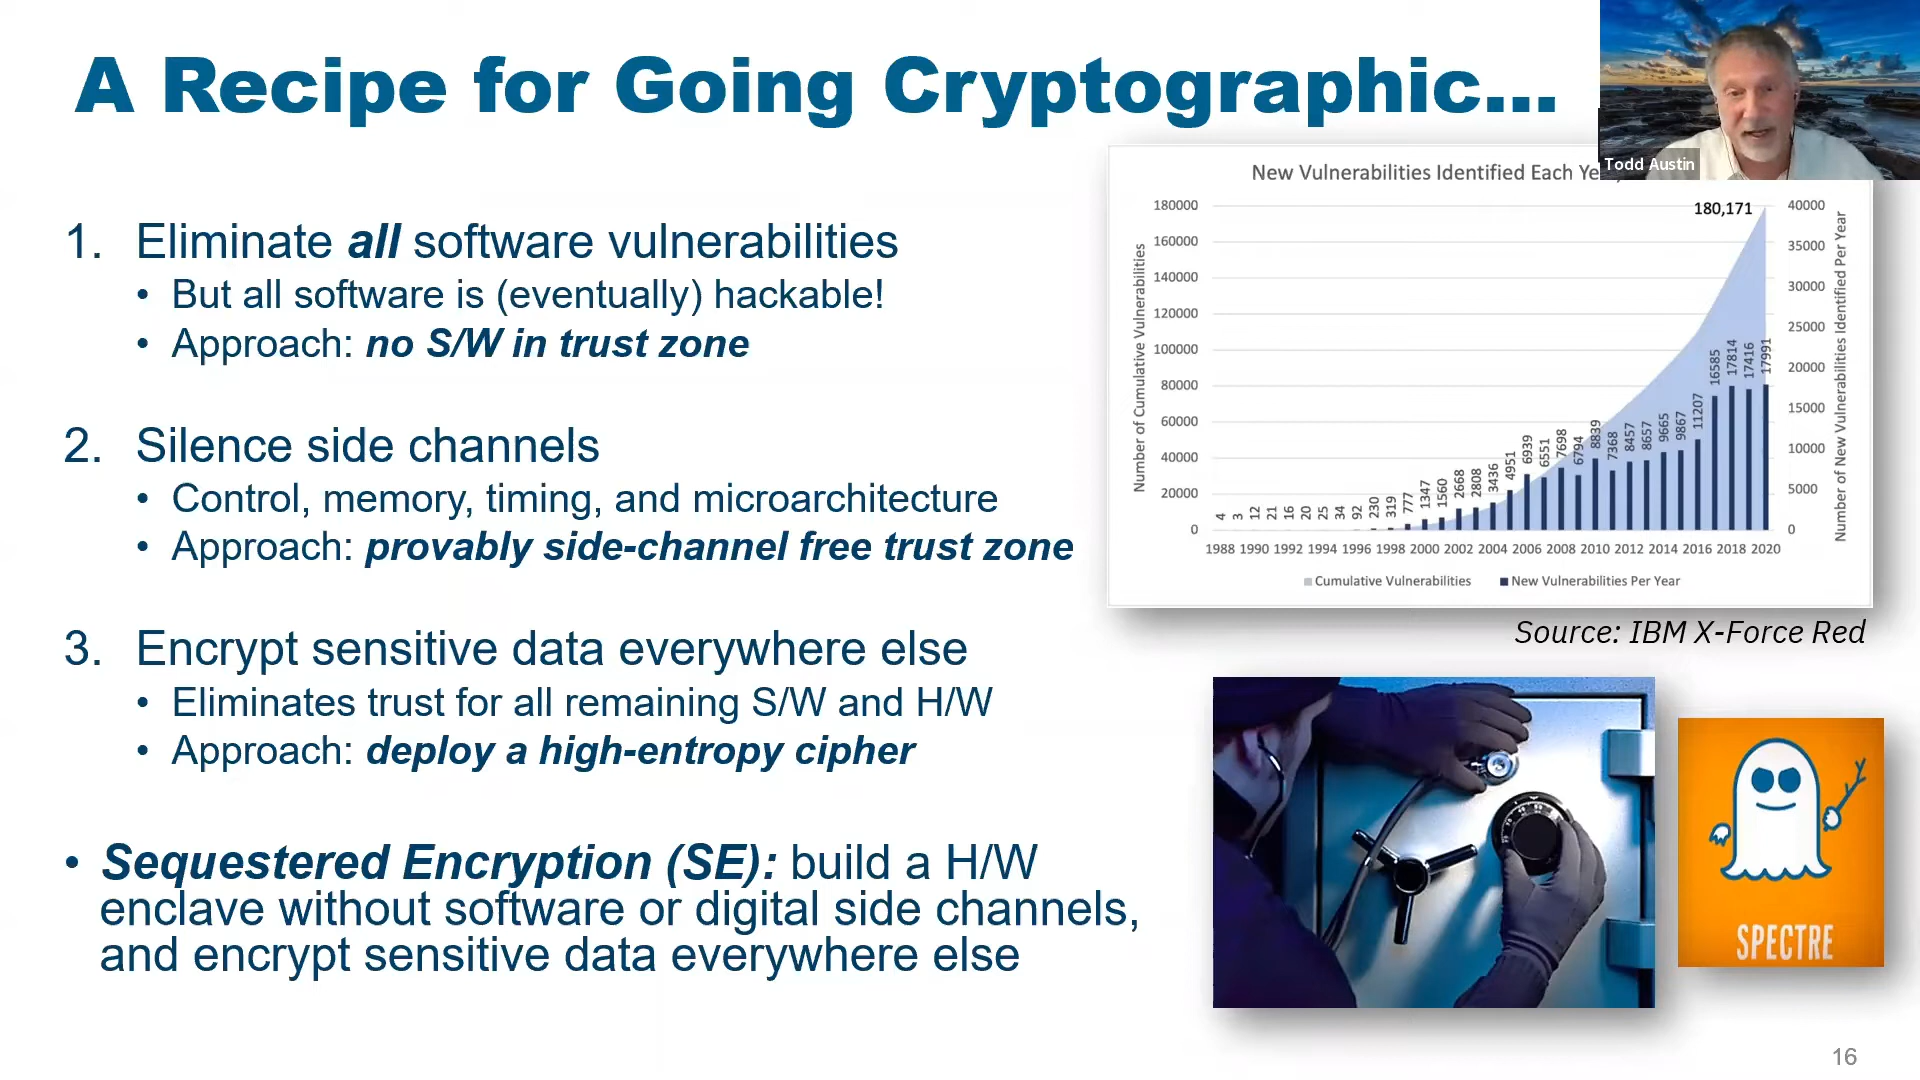 A Recipe for Going Cryptographic...
Todd Austin
1. Eliminate all software vulnerabilities
• But all software is (eventually) hackable!
• Approach: no S/W in trust zone
2. Silence side channels
• Control, memory, timing, and microarchitecture
• Approach: provably side-channel free trust zone
3. Encrypt sensitive data everywhere else
• Eliminates trust for all remaining S/W and H/W
• Approach: deploy a high-entropy cipher
• Sequestered Encryption (SE): build a H/W
enclave without software or digital side channels,
and encrypt sensitive data everywhere else
New Vulnerabilities Identified Each
Number of Cumulative Vulnerabilities
180000
160000
140000
120000
100000
80000
60000
40000
20000
0
180,171
4 3 12 21 16 20 25 34 92 230 319 777 1347 1560 2668 2808 3436 4951 6939 6551 7698 6794 8839 7368 8457 8657 9665 9867 11207 16585 17814 17416 17991
40000
35000
30000
25000
20000
15000
10000
5000
0
Number of New Vulnerabilities Identified Per Year
1988 1990 1992 1994 1996 1998 2000 2002 2004 2006 2008 2010 2012 2014 2016 2018 2020
Cumulative Vulnerabilities New Vulnerabilities Per Year
Source: IBM X-Force Red
SPECTRE
16